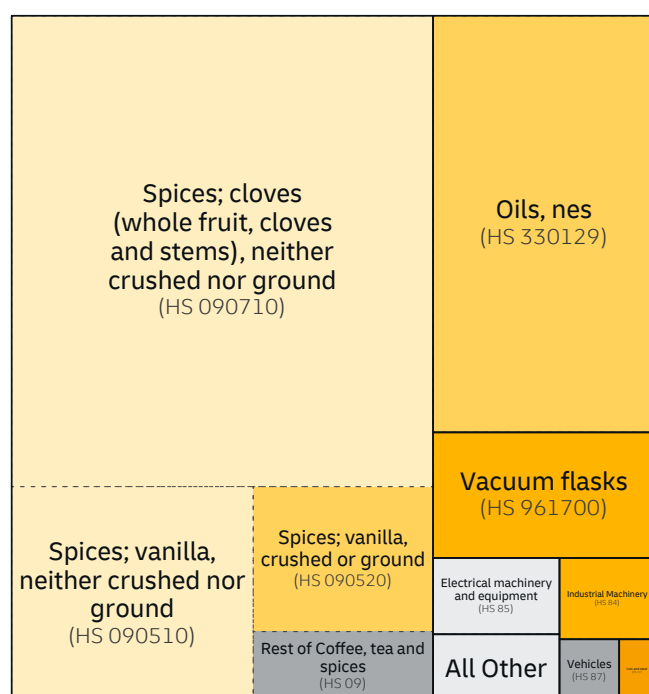 Spices; cloves
(whole fruit, cloves
and stems), neither
crushed nor ground
(HS 090710)
Oils, nes
(HS 330129)
Vacuum flasks
(HS 961700)
Spices; vanilla,
neither crushed nor
ground
(HS 090510)
Spices; vanilla,
crushed or ground
(HS 090520)
Rest of Coffee, tea and
spices
(HS 09)
Electrical machinery
and equipment
(HS 85)
Industrial Machinery
(HS 84)
All Other
Vehicles
(HS 87)